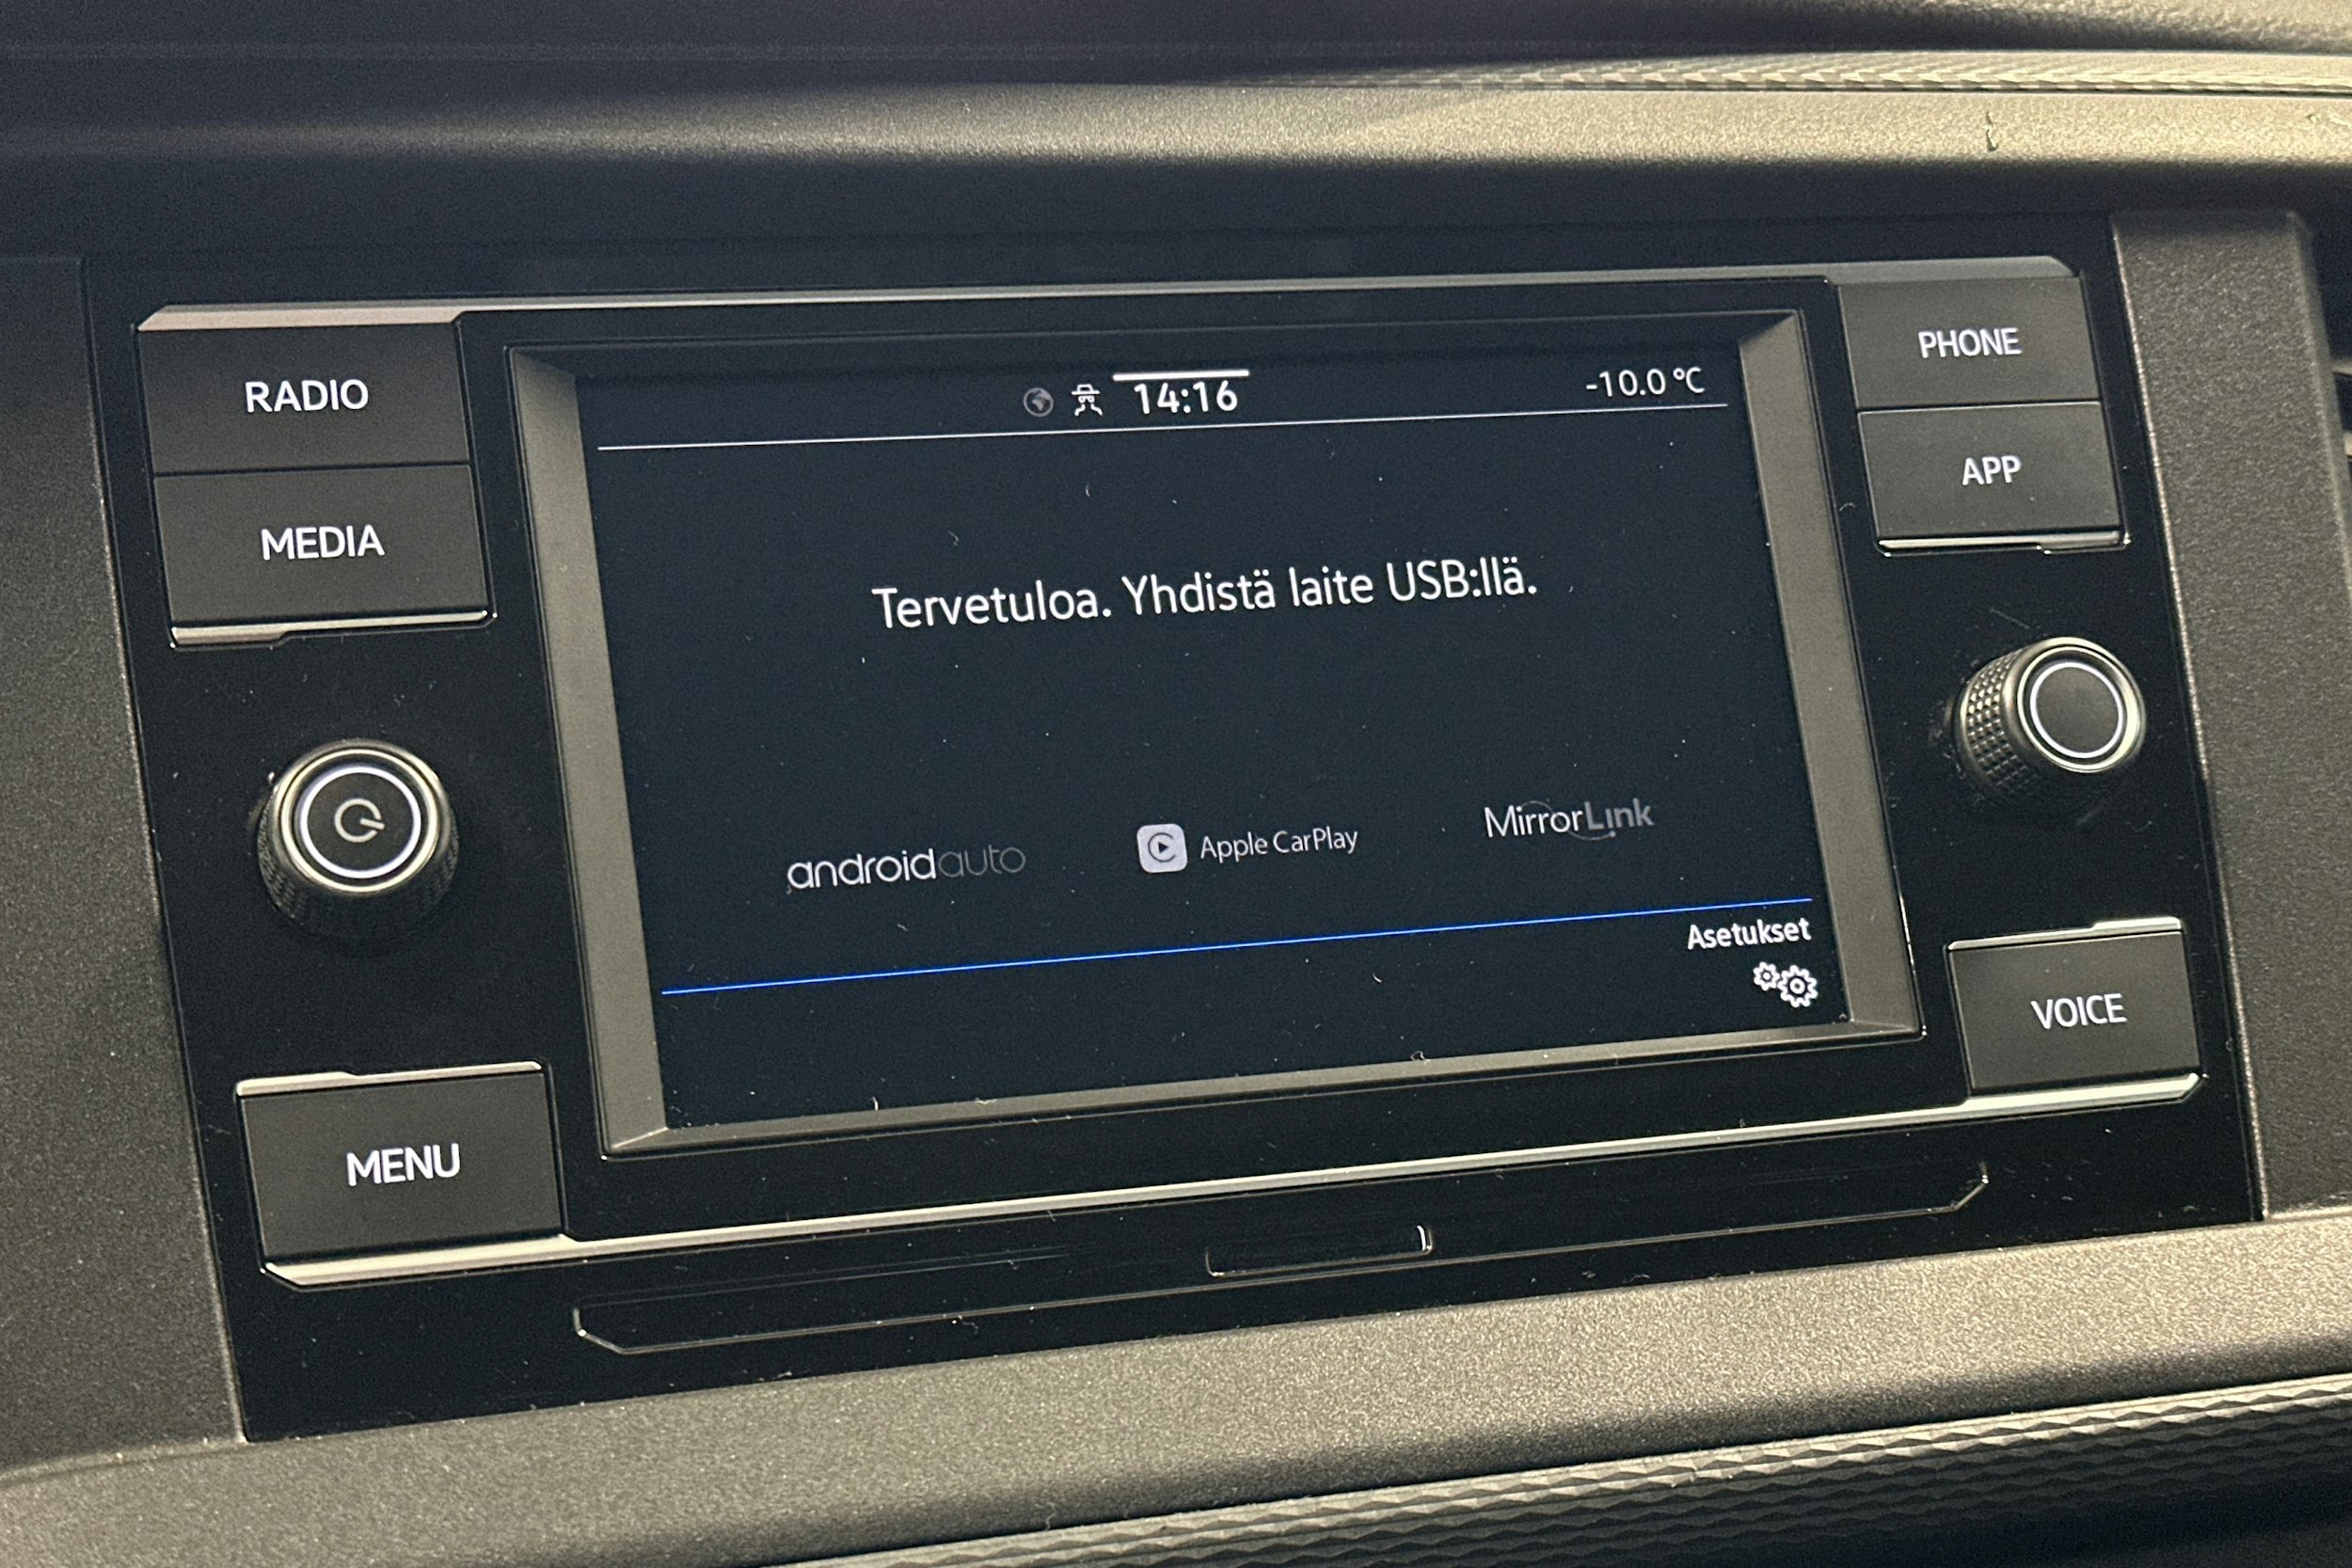 RADIO
MEDIA
MENU
14:16
-10.0 °C
Tervetuloa. Yhdistä laite USB:llä.
androidauto
Apple CarPlay
MirrorLink
Asetukset
PHONE
APP
VOICE